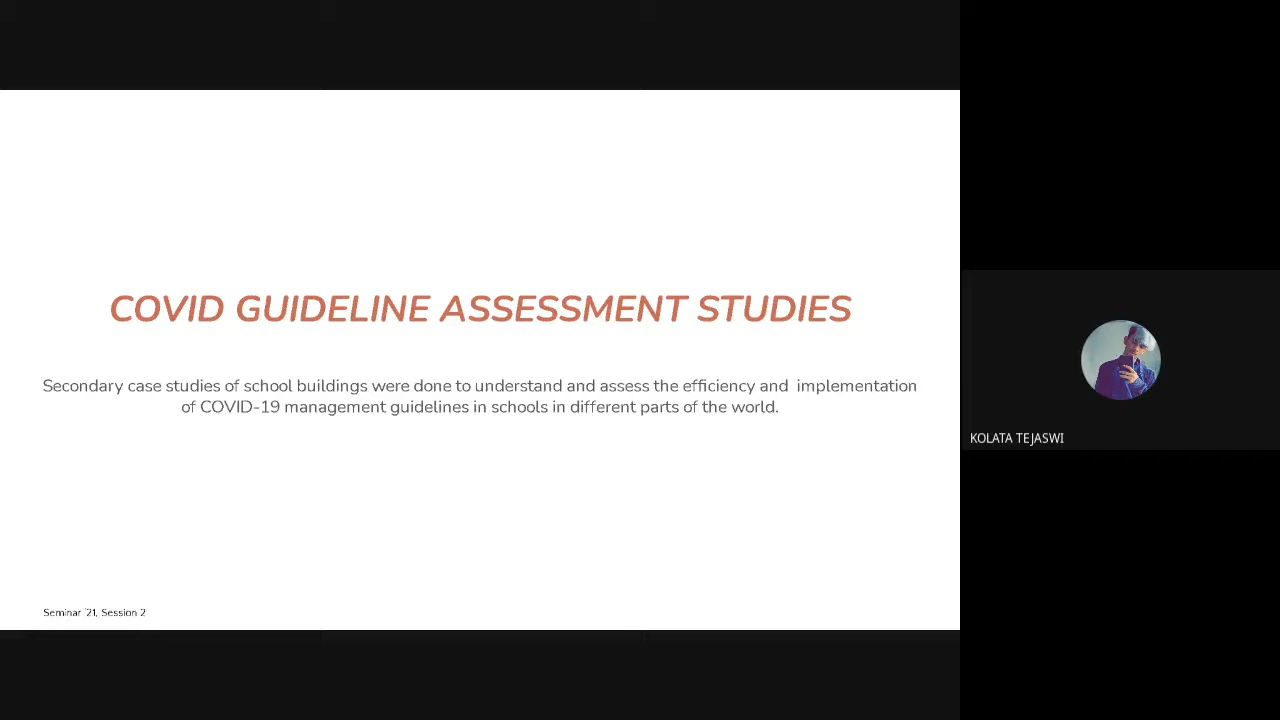 COVID GUIDELINE ASSESSMENT STUDIES
Secondary case studies of school buildings were done to understand and assess the efficiency and  implementation
of COVID-19 management guidelines in schools in different parts of the world.
KOLATA TEJASWI
Seminar '21, Session 2